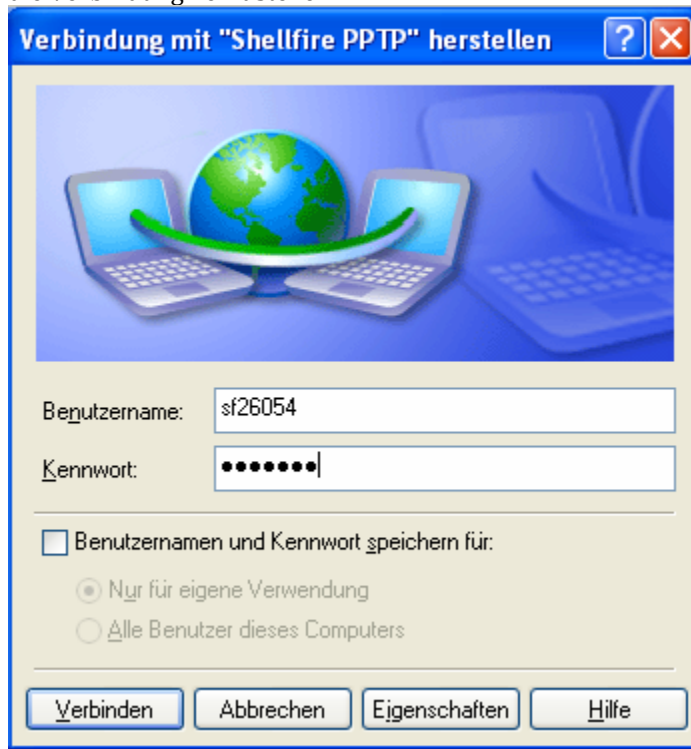 Verbindung mit "Shellfire PPTP" herstellen
Benutzername: sf26054
Kennwort: •••••••
Benutzernamen und Kennwort speichern für:
Nur für eigene Verwendung
Alle Benutzer dieses Computers
Verbinden Abbrechen Eigenschaften Hilfe